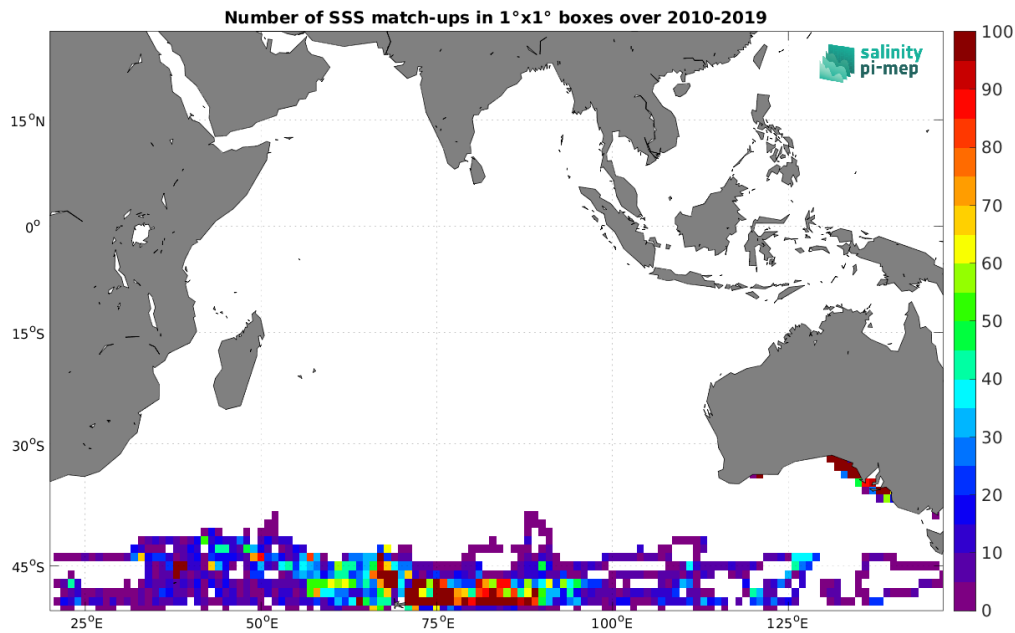 Number of SSS match-ups in 1°x1° boxes over 2010-2019
salinity
pi-mep
15°N
0°
15°S
30°S
45°S
25°E
50°E
75°E
100°E
125°E
100
90
80
70
60
50
40
30
20
10
0